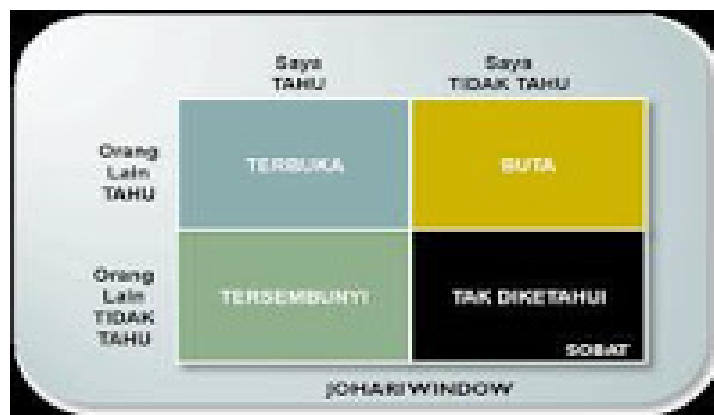 Saya
TAHU
Saya
TIDAK TAHU
Orang
Lain
TAHU
TERBUKA
BUTA
Orang
Lain
TIDAK
TAHU
TERSEMBUNYI
TAK DIKETAHUI
SOBAT
JOHARI WINDOW